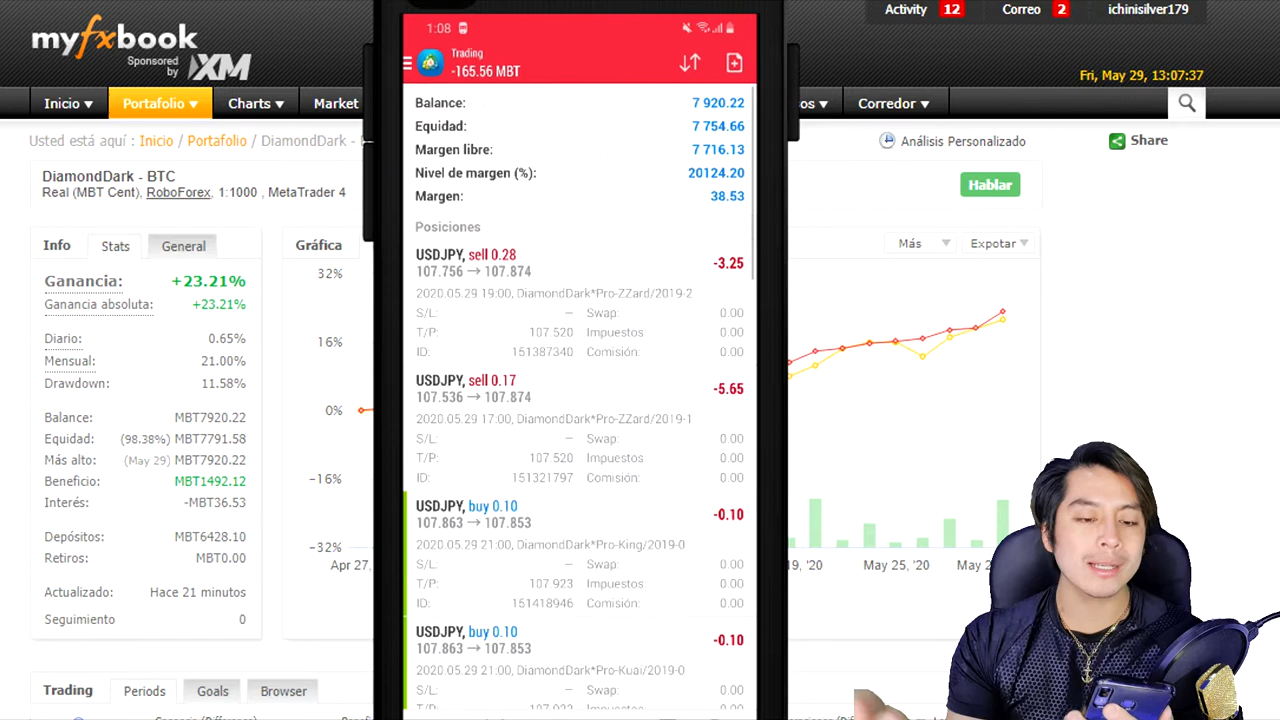 myfxbook
Sponsored by XM
Activity 12 Correo 2 ichinisilver179
Fri, May 29, 13:07:37
Inicio ▾ Portafolio ▾ Charts ▾ Market os ▾ Corredor ▾
Usted está aquí : Inicio / Portafolio / DiamondDark -
Análisis Personalizado Share
DiamondDark - BTC
Real (MBT Cent), RoboForex, 1:1000 , MetaTrader 4
Hablar
Info Stats General
Ganancia: +23.21%
Ganancia absoluta: +23.21%
Diario: 0.65%
Mensual: 21.00%
Drawdown: 11.58%
Balance: MBT7920.22
Equidad: (98.38%) MBT7791.58
Más alto: (May 29) MBT7920.22
Beneficio: MBT1492.12
Interés: -MBT36.53
Depósitos: MBT6428.10
Retiros: MBT0.00
Actualizado: Hace 21 minutos
Seguimiento 0
Gráfica Más Expotar
32%
16%
0%
-16%
-32%
Apr 27, 19, '20 May 25, '20 May 2
Trading Periods Goals Browser
1:08
Trading
-165.56 MBT
Balance: 7 920.22
Equidad: 7 754.66
Margen libre: 7 716.13
Nivel de margen (%): 20124.20
Margen: 38.53
Posiciones
USDJPY, sell 0.28
107.756 → 107.874 -3.25
2020.05.29 19:00, DiamondDark*Pro-ZZard/2019-2
S/L: – Swap: 0.00
T/P: 107.520 Impuestos 0.00
ID: 151387340 Comisión: 0.00
USDJPY, sell 0.17
107.536 → 107.874 -5.65
2020.05.29 17:00, DiamondDark*Pro-ZZard/2019-1
S/L: – Swap: 0.00
T/P: 107.520 Impuestos 0.00
ID: 151321797 Comisión: 0.00
USDJPY, buy 0.10
107.863 → 107.853 -0.10
2020.05.29 21:00, DiamondDark*Pro-King/2019-0
S/L: – Swap: 0.00
T/P: 107.923 Impuestos 0.00
ID: 151418946 Comisión: 0.00
USDJPY, buy 0.10
107.863 → 107.853 -0.10
2020.05.29 21:00, DiamondDark*Pro-Kuai/2019-0
S/L: – Swap: 0.00